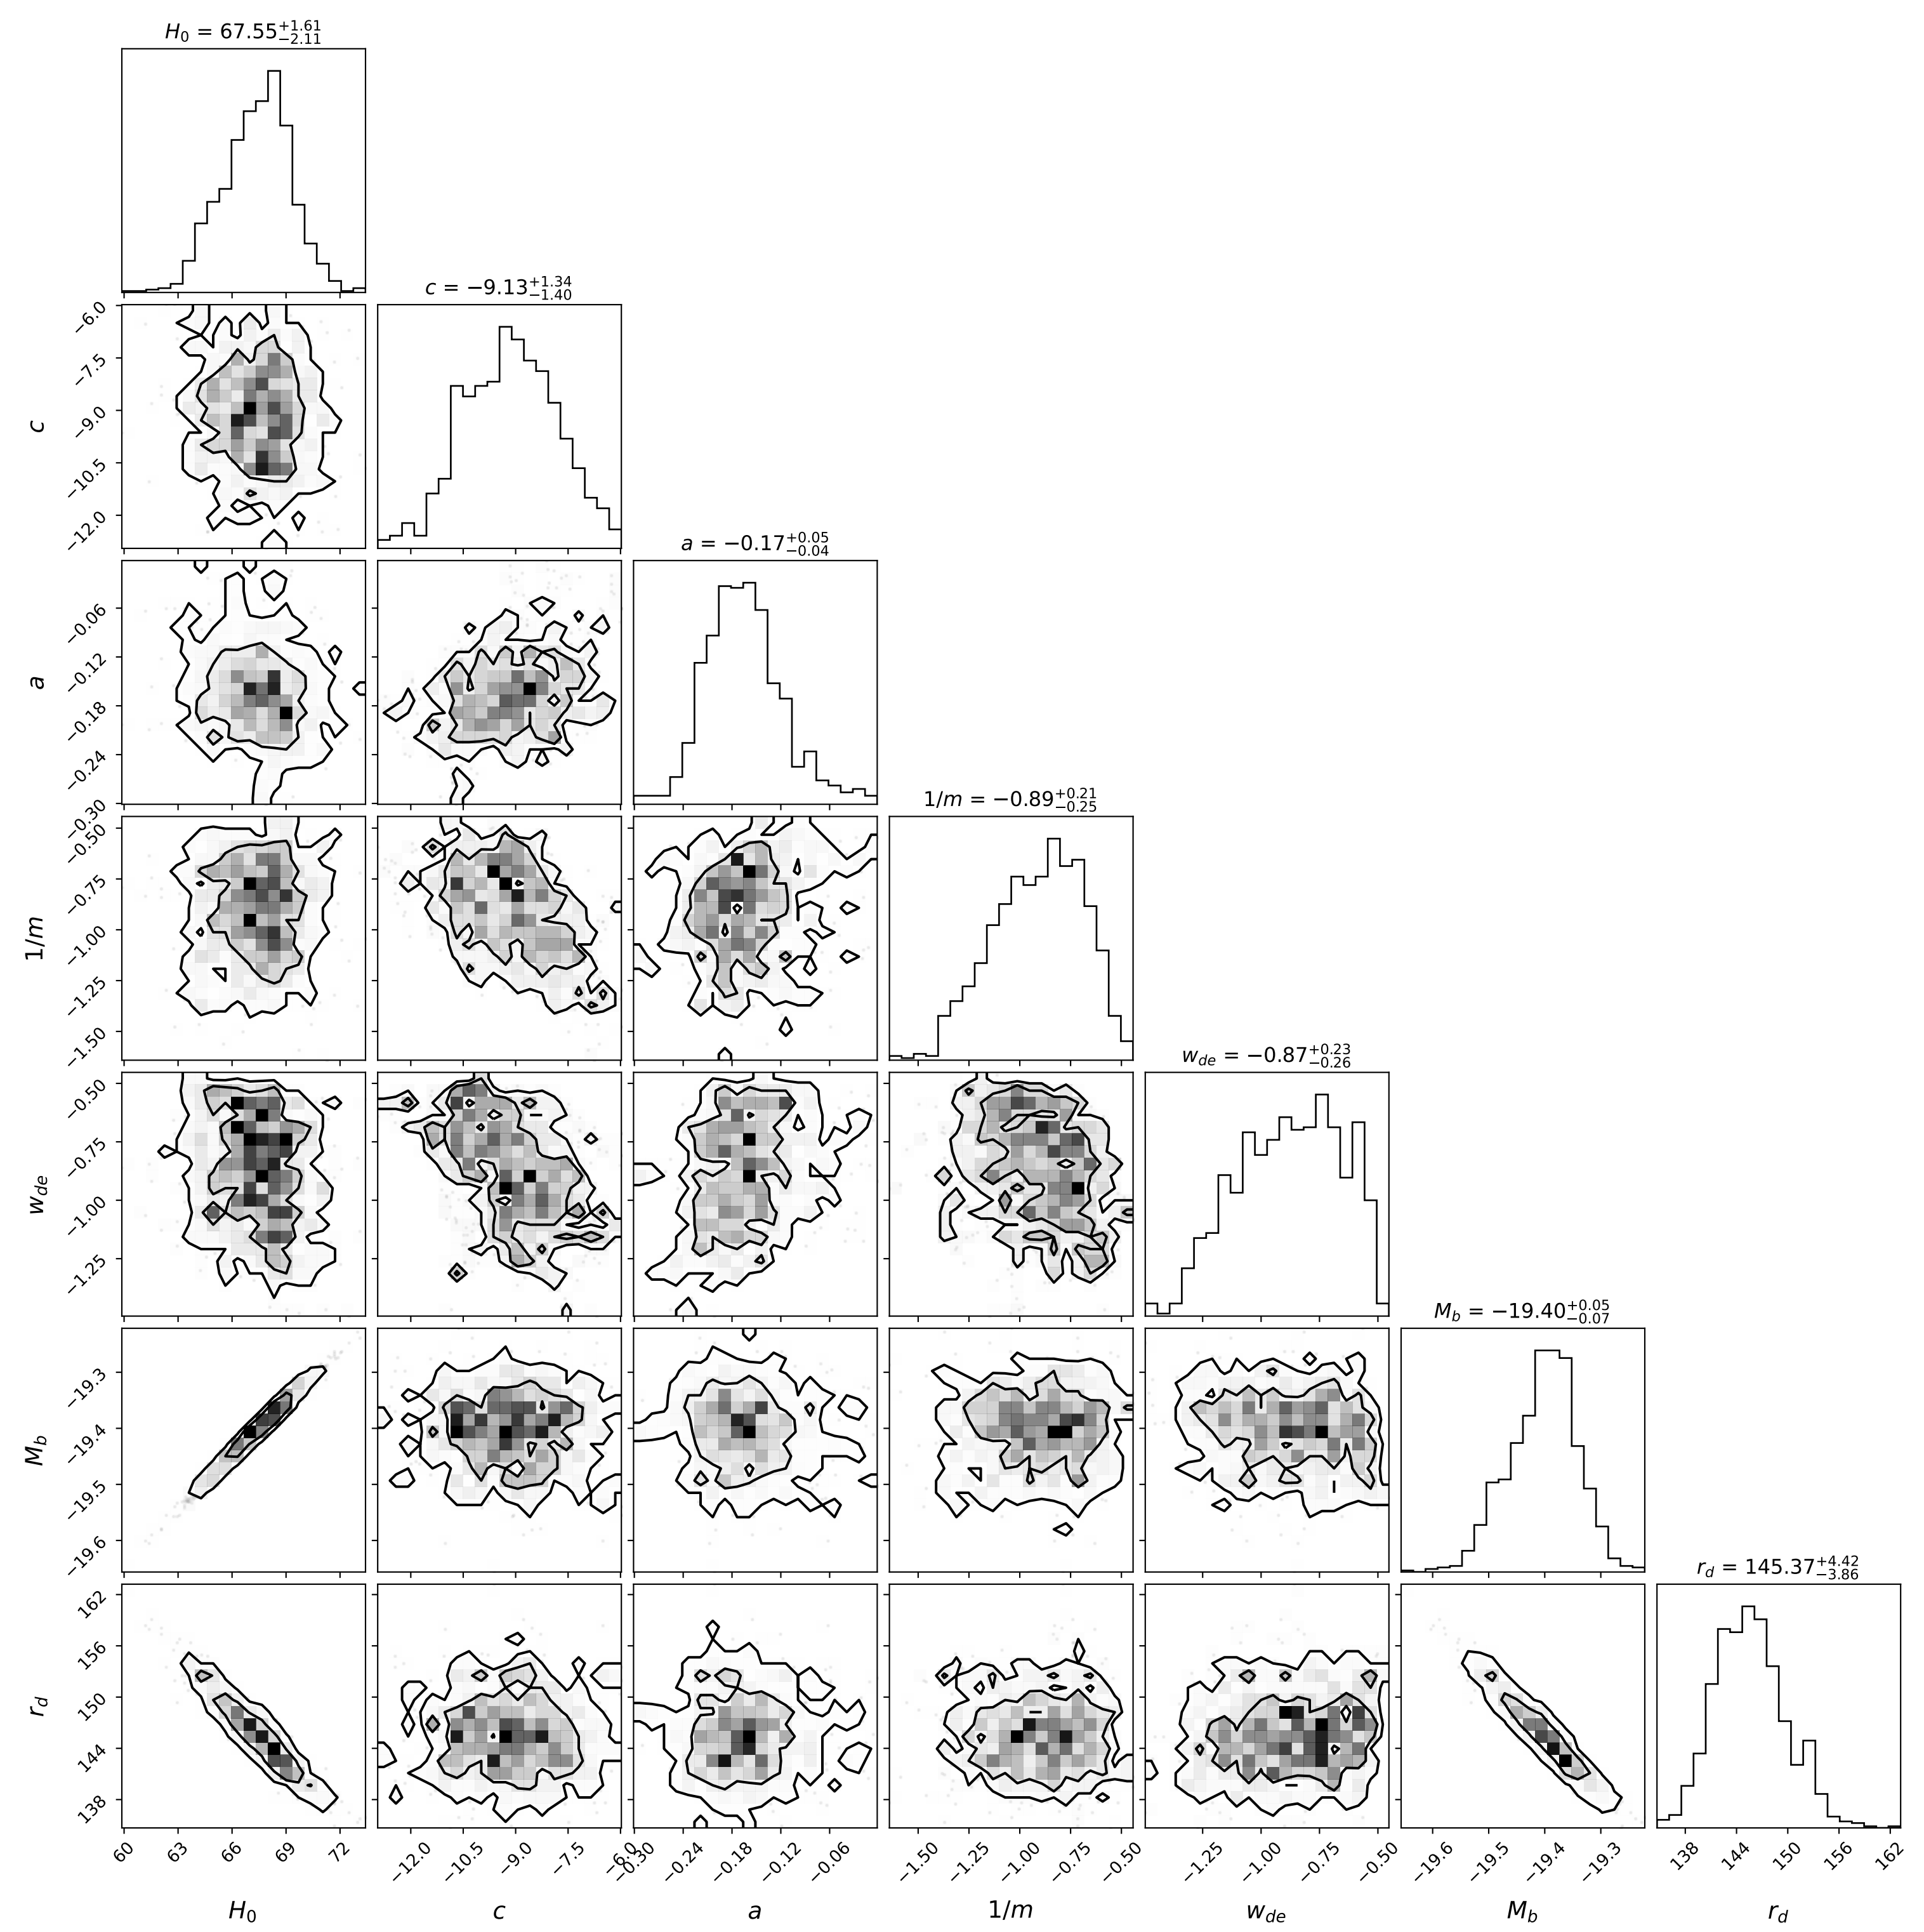 H₀ = 67.55+1.61−2.11
c = −9.13+1.34−1.40
−6.0
−7.5
−9.0
−10.5
−12.0
c
a = −0.17+0.05−0.04
−0.06
−0.12
−0.18
−0.24
−0.30
a
1/m = −0.89+0.21−0.25
−0.50
−0.75
−1.00
−1.25
−1.50
1/m
w_de = −0.87+0.23−0.26
−0.50
−0.75
−1.00
−1.25
w_de
M_b = −19.40+0.05−0.07
−19.3
−19.4
−19.5
−19.6
M_b
r_d = 145.37+4.42−3.86
162
156
150
144
138
r_d
60 63 66 69 72
−12.0 −10.5 −9.0 −7.5 −6.0
−0.30 −0.24 −0.18 −0.12 −0.06
−1.50 −1.25 −1.00 −0.75 −0.50
−1.25 −1.00 −0.75 −0.50
−19.6 −19.5 −19.4 −19.3
138 144 150 156 162
H₀ c a 1/m w_de M_b r_d